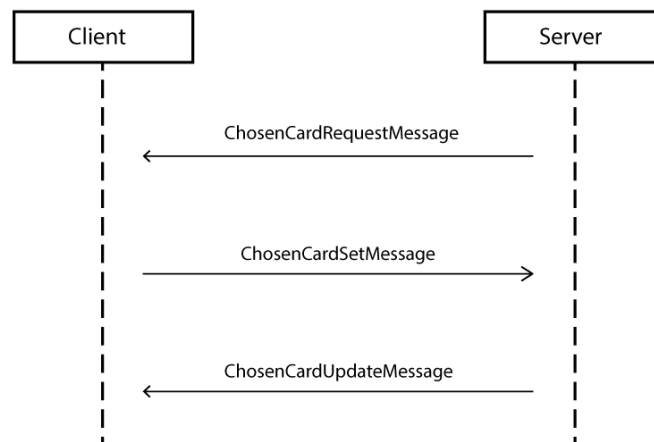 Client
Server
ChosenCardRequestMessage
ChosenCardSetMessage
ChosenCardUpdateMessage